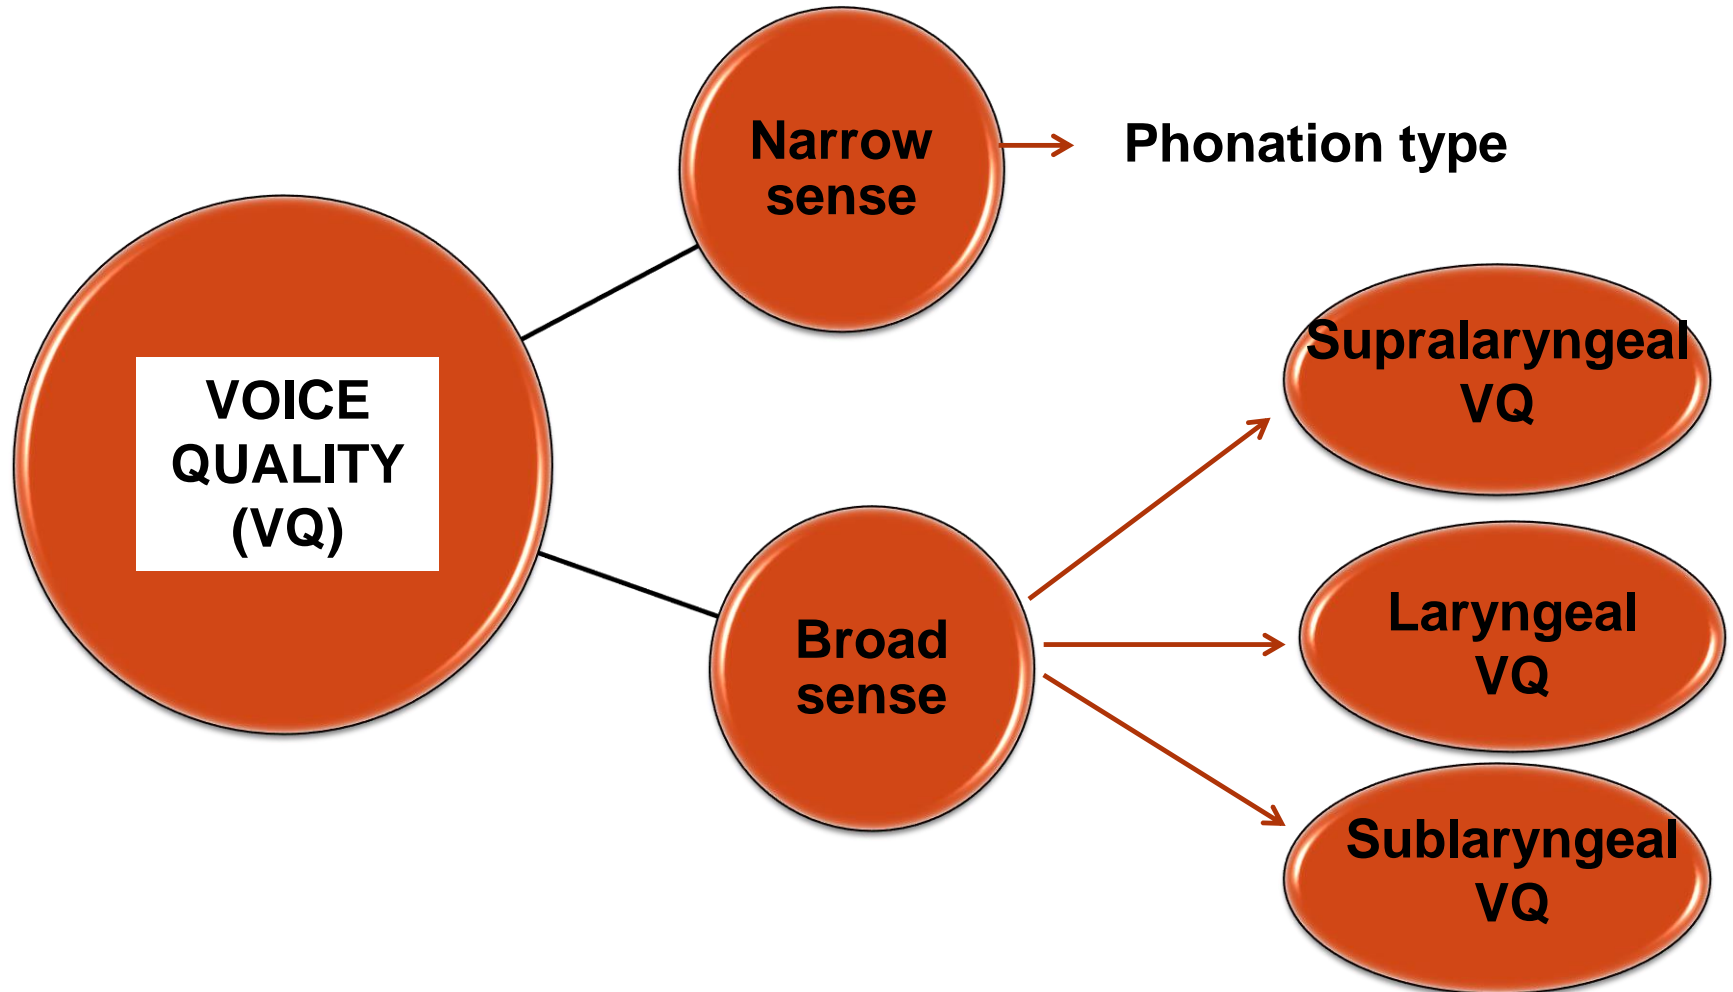 VOICE
QUALITY
(VQ)
Narrow
sense
Phonation type
Broad
sense
Supralaryngeal
VQ
Laryngeal
VQ
Sublaryngeal
VQ